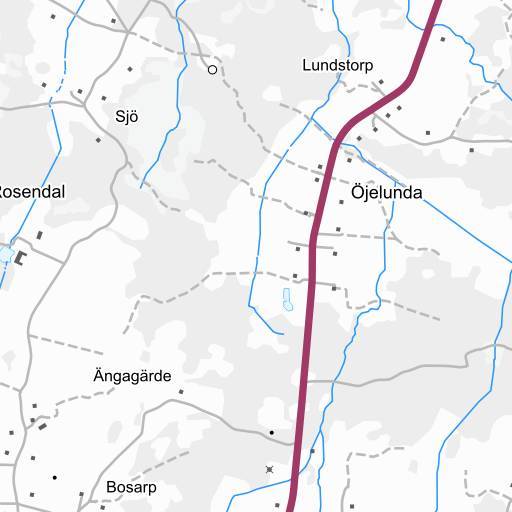 Lundstorp
Sjö
Rosendal
Öjelunda
Ängagärde
Bosarp